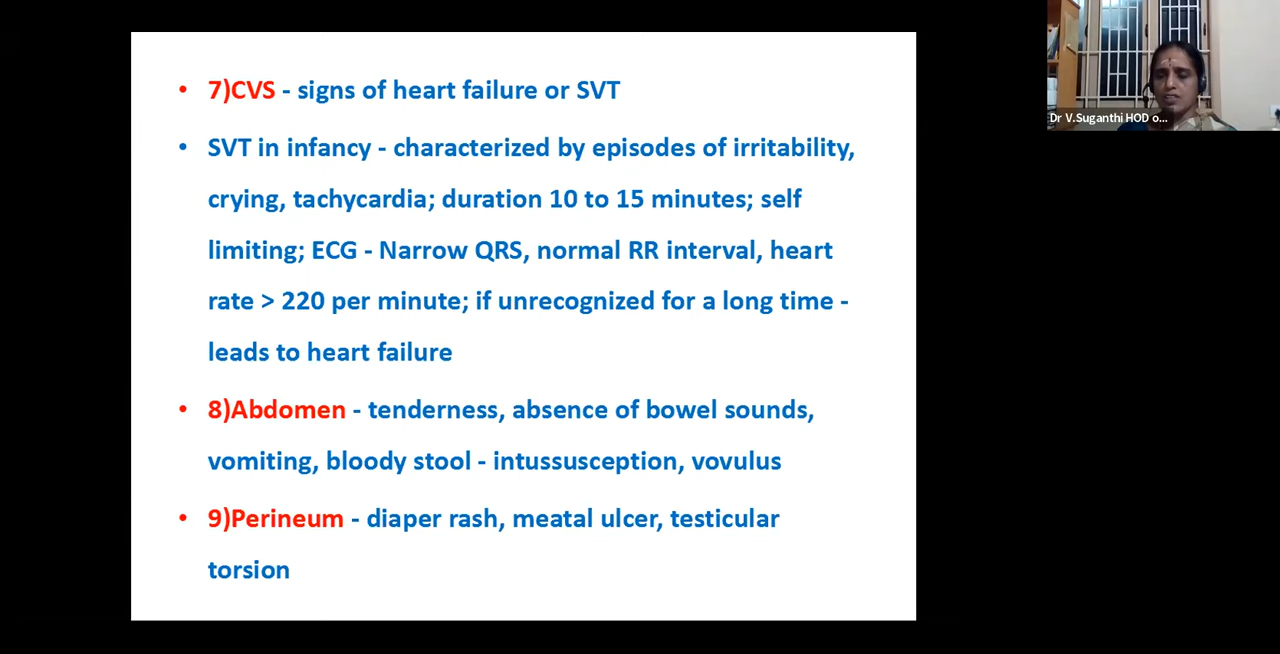 • 7)CVS - signs of heart failure or SVT
• SVT in infancy - characterized by episodes of irritability,
crying, tachycardia; duration 10 to 15 minutes; self
limiting; ECG - Narrow QRS, normal RR interval, heart
rate > 220 per minute; if unrecognized for a long time -
leads to heart failure
• 8)Abdomen - tenderness, absence of bowel sounds,
vomiting, bloody stool - intussusception, vovulus
• 9)Perineum - diaper rash, meatal ulcer, testicular
torsion
Dr V.Suganthi HOD o...